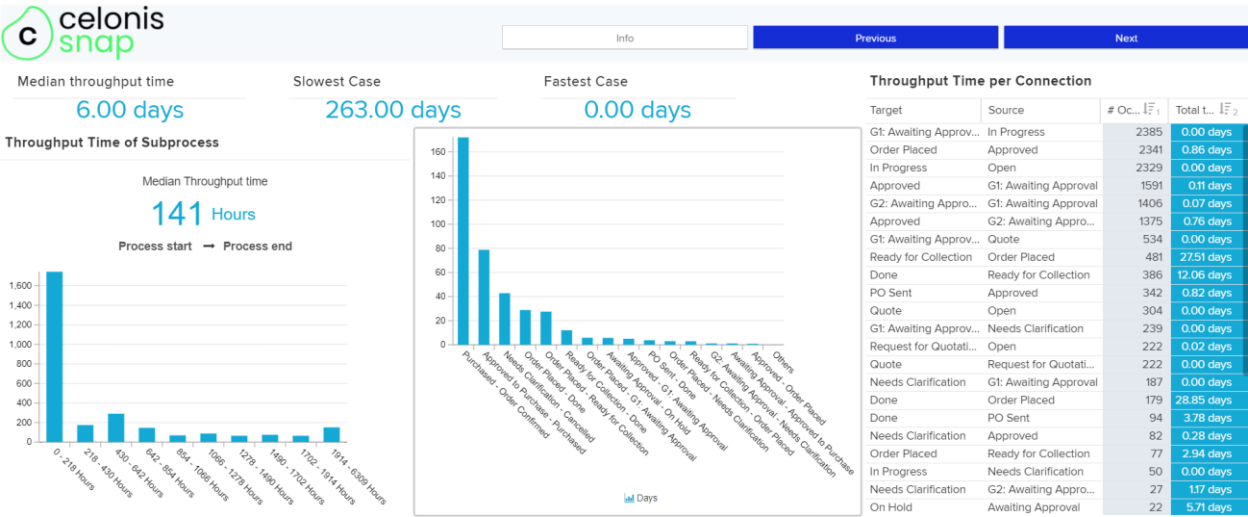 celonis
snap
C
Info
Previous
Next
Median throughput time
6.00 days
Slowest Case
263.00 days
Fastest Case
0.00 days
Throughput Time of Subprocess
Median Throughput time
141 Hours
Process start → Process end
1,600
1,400
1,200
1,000
800
600
400
200
0
0 - 218 Hours
218 - 430 Hours
430 - 642 Hours
642 - 854 Hours
854 - 1066 Hours
1066 - 1278 Hours
1278 - 1490 Hours
1490 - 1702 Hours
1702 - 1914 Hours
1914 - 6309 Hours
160
140
120
100
80
60
40
20
0
Purchased - Order Confirmed
Approved to Purchase - Purchased
Needs Clarification - Cancelled
Order Placed - Done
Order Placed - Ready for Collection
Ready for Collection - Done
Order Placed - G1: Awaiting Approval
Awaiting Approval - On Hold
Approved - G1: Awaiting Approval
PO Sent - Done
Order Placed - Needs Clarification
Ready for Collection - Order Placed
G2: Awaiting Approval - Needs Clarification
Awaiting Approval - Approved to Purchase
Approved - Order Placed
Others
Days
Throughput Time per Connection
Target Source # Oc... 1 Total t... 2
G1: Awaiting Approv... In Progress 2385 0.00 days
Order Placed Approved 2341 0.86 days
In Progress Open 2329 0.00 days
Approved G1: Awaiting Approval 1591 0.11 days
G2: Awaiting Appro... G1: Awaiting Approval 1406 0.07 days
Approved G2: Awaiting Appro... 1375 0.76 days
G1: Awaiting Approv... Quote 534 0.00 days
Ready for Collection Order Placed 481 27.51 days
Done Ready for Collection 386 12.06 days
PO Sent Approved 342 0.82 days
Quote Open 304 0.00 days
G1: Awaiting Approv... Needs Clarification 239 0.00 days
Request for Quotati... Open 222 0.02 days
Quote Request for Quotati... 222 0.00 days
Needs Clarification G1: Awaiting Approval 187 0.00 days
Done Order Placed 179 28.85 days
Done PO Sent 94 3.78 days
Needs Clarification Approved 82 0.28 days
Order Placed Ready for Collection 77 2.94 days
In Progress Needs Clarification 50 0.00 days
Needs Clarification G2: Awaiting Appro... 27 1.17 days
On Hold Awaiting Approval 22 5.71 days